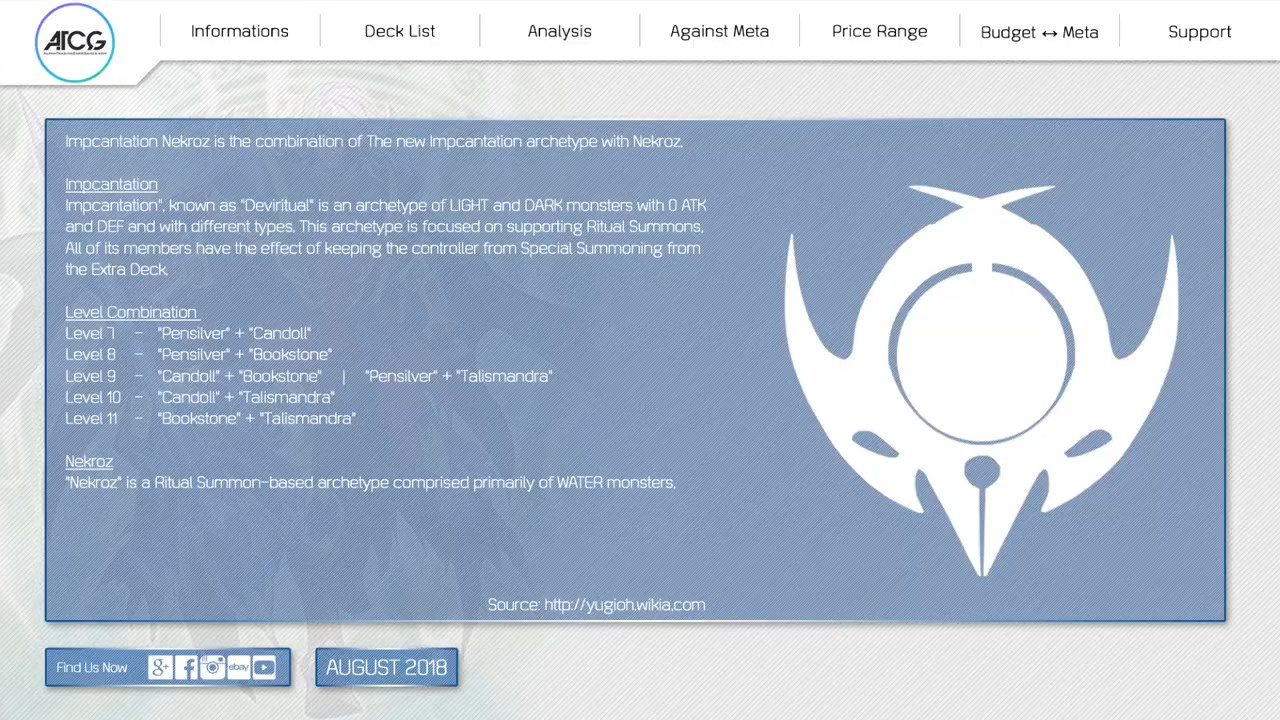 ATCG
Informations
Deck List
Analysis
Against Meta
Price Range
Budget ↔ Meta
Support
Impcantation Nekroz is the combination of The new Impcantation archetype with Nekroz.
Impcantation
Impcantation", known as "Deviritual" is an archetype of LIGHT and DARK monsters with 0 ATK
and DEF and with different types. This archetype is focused on supporting Ritual Summons.
All of its members have the effect of keeping the controller from Special Summoning from
the Extra Deck.
Level Combination
Level 7 - "Pensilver" + "Candoll"
Level 8 - "Pensilver" + "Bookstone"
Level 9 - "Candoll" + "Bookstone" | "Pensilver" + "Talismandra"
Level 10 - "Candoll" + "Talismandra"
Level 11 - "Bookstone" + "Talismandra"
Nekroz
"Nekroz" is a Ritual Summon-based archetype comprised primarily of WATER monsters.
Source: http://yugioh.wikia.com
Find Us Now
g+
ebay
AUGUST 2018